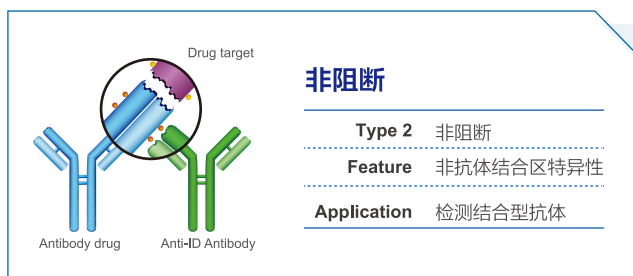 Drug target
Antibody drug
Anti-ID Antibody
非阻断
Type 2 非阻断
Feature 非抗体结合区特异性
Application 检测结合型抗体